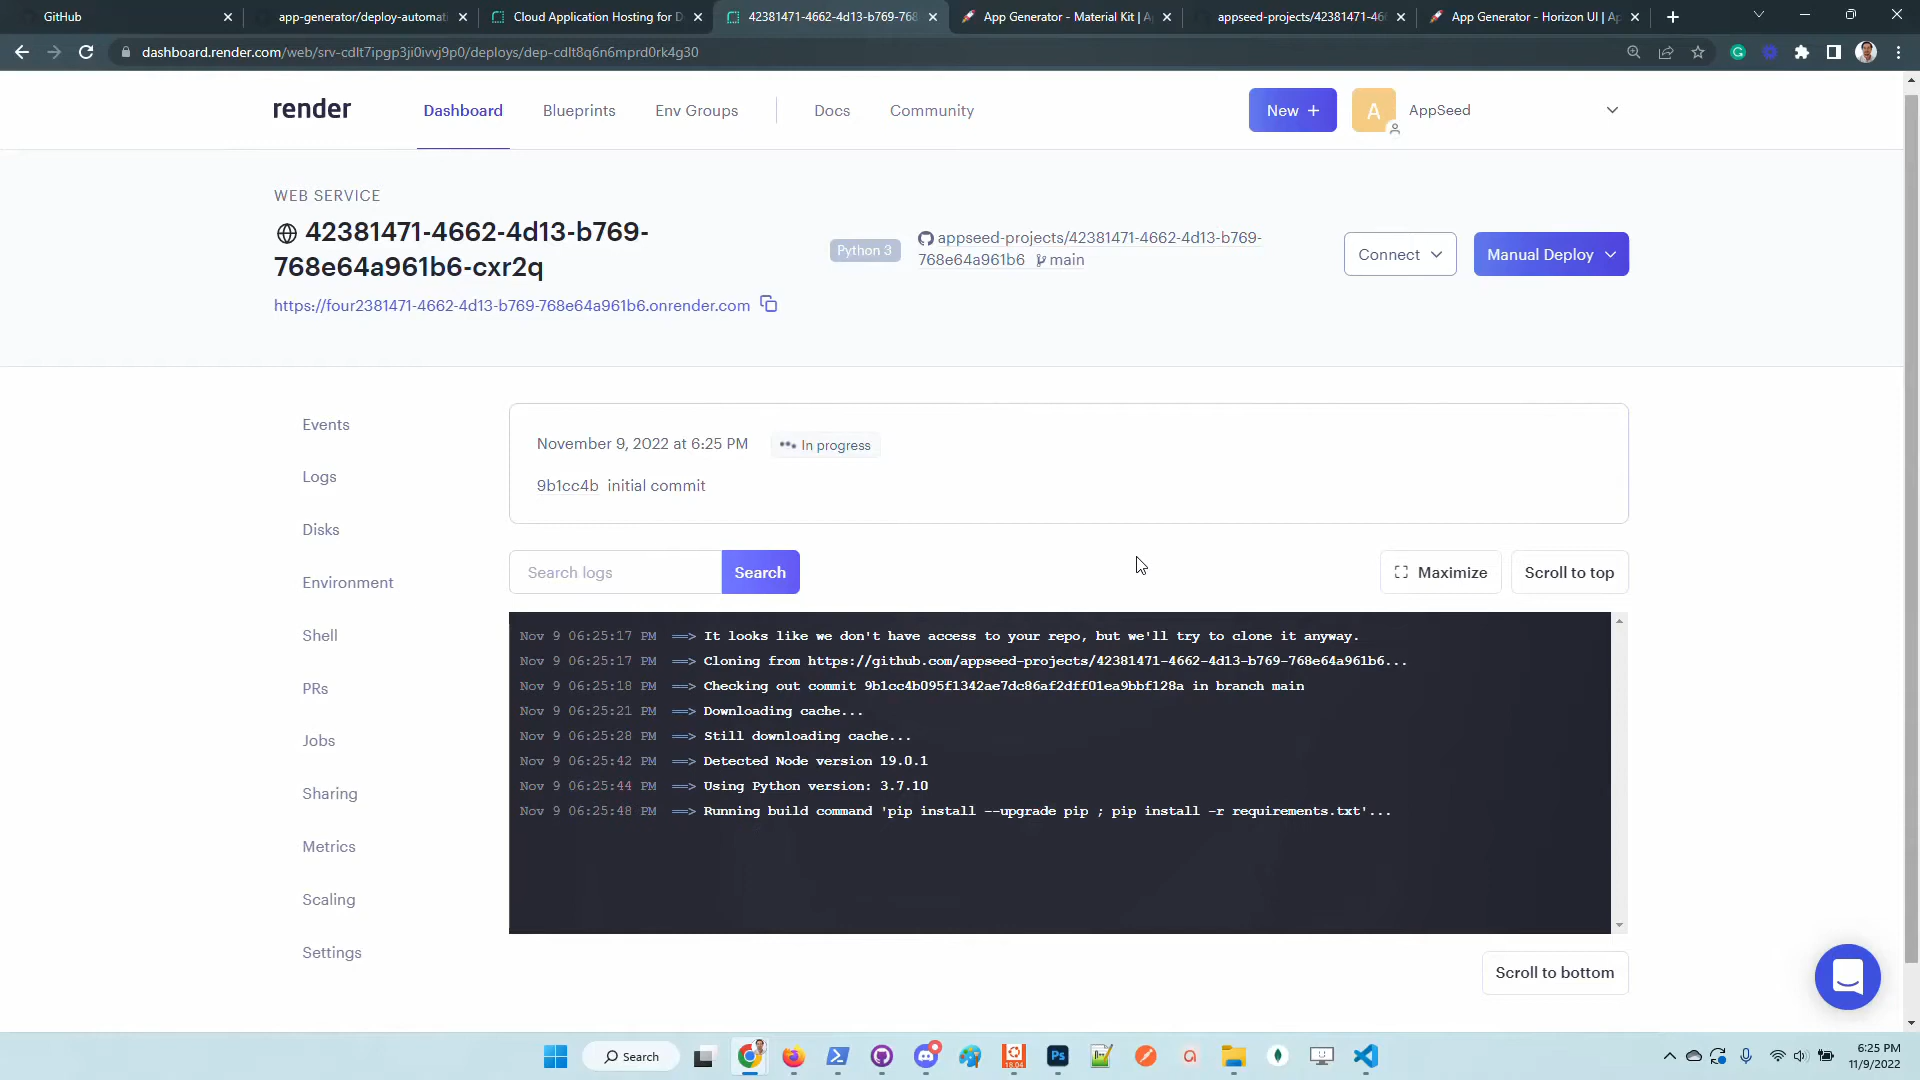 GitHub
app-generator/deploy-automati
Cloud Application Hosting for D
42381471-4662-4d13-b769-768
App Generator - Material Kit | A
appseed-projects/42381471-46
App Generator - Horizon UI | Ap
dashboard.render.com/web/srv-cdlt7ipgp3ji0ivvj9p0/deploys/dep-cdlt8q6n6mprd0rk4g30
render
Dashboard
Blueprints
Env Groups
Docs
Community
New +
A
AppSeed
WEB SERVICE
42381471-4662-4d13-b769-
768e64a961b6-cxr2q
https://four2381471-4662-4d13-b769-768e64a961b6.onrender.com
Python 3
appseed-projects/42381471-4662-4d13-b769-
768e64a961b6 main
Connect
Manual Deploy
Events
Logs
Disks
Environment
Shell
PRs
Jobs
Sharing
Metrics
Scaling
Settings
November 9, 2022 at 6:25 PM
In progress
9b1cc4b initial commit
Search logs
Search
Maximize
Scroll to top
Nov 9 06:25:17 PM ==> It looks like we don't have access to your repo, but we'll try to clone it anyway.
Nov 9 06:25:17 PM ==> Cloning from https://github.com/appseed-projects/42381471-4662-4d13-b769-768e64a961b6...
Nov 9 06:25:18 PM ==> Checking out commit 9b1cc4b095f1342ae7dc86af2dff01ea9bbf128a in branch main
Nov 9 06:25:21 PM ==> Downloading cache...
Nov 9 06:25:28 PM ==> Still downloading cache...
Nov 9 06:25:42 PM ==> Detected Node version 19.0.1
Nov 9 06:25:44 PM ==> Using Python version: 3.7.10
Nov 9 06:25:48 PM ==> Running build command 'pip install --upgrade pip ; pip install -r requirements.txt'...
Scroll to bottom
Search
Ps
18.04
6:25 PM
11/9/2022